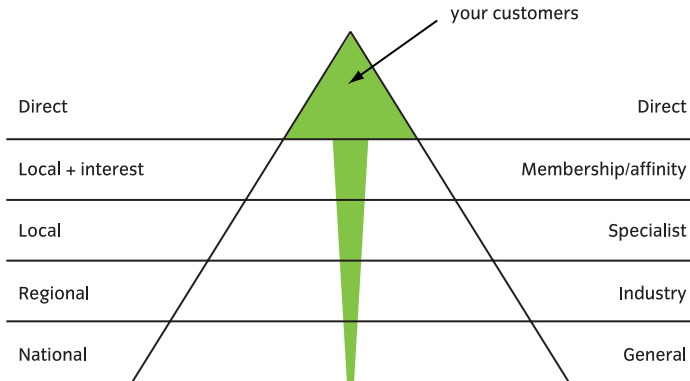 your customers
Direct Direct
Local + interest Membership/affinity
Local Specialist
Regional Industry
National General